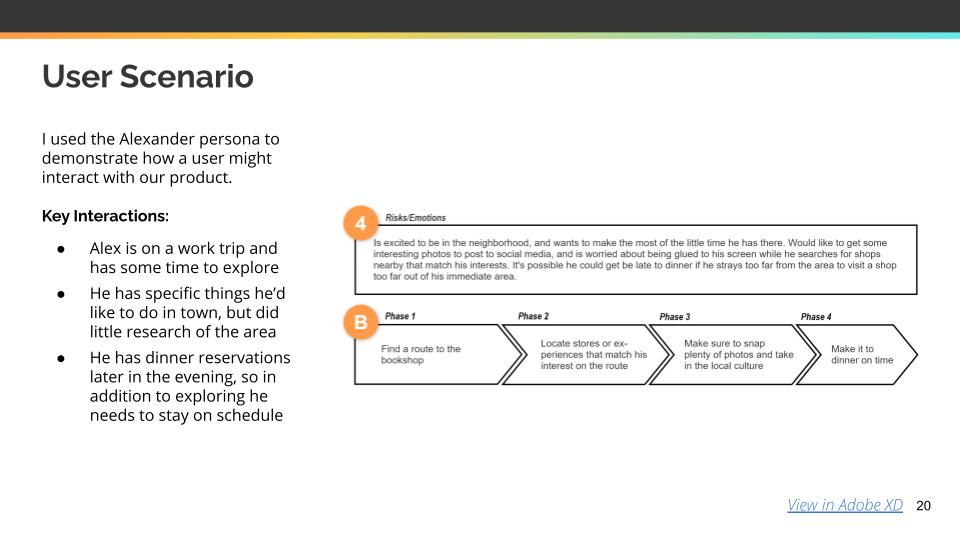 User Scenario
I used the Alexander persona to
demonstrate how a user might
interact with our product.
Key Interactions:
● Alex is on a work trip and
has some time to explore
● He has specific things he’d
like to do in town, but did
little research of the area
● He has dinner reservations
later in the evening, so in
addition to exploring he
needs to stay on schedule
4
Risks/Emotions
Is excited to be in the neighborhood, and wants to make the most of the little time he has there. Would like to get some
interesting photos to post to social media, and is worried about being glued to his screen while he searches for shops
nearby that match his interests. It's possible he could get be late to dinner if he strays too far from the area to visit a shop
too far out of his immediate area.
B
Phase 1
Find a route to the
bookshop
Phase 2
Locate stores or ex-
periences that match his
interest on the route
Phase 3
Make sure to snap
plenty of photos and take
in the local culture
Phase 4
Make it to
dinner on time
View in Adobe XD
20